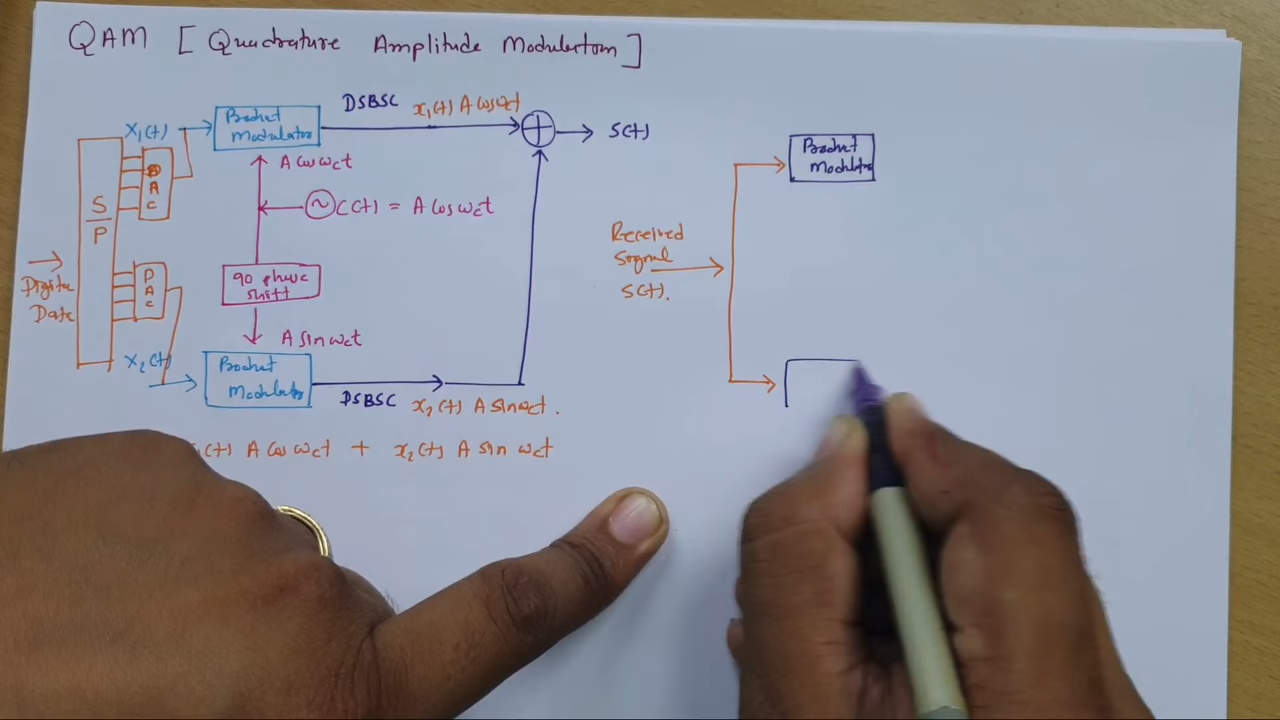 QAM [ Quadrature Amplitude Modulation ]
X₁(t)
Product
Modulator
DSBSC x₁(t) A cos ωct
S(t)
D
A
C
S
P
A cos ωct
C(t) = A cos ωct
Digital
Data
D
A
C
90 phase
shift
A sin ωct
X₂(t)
Product
Modulator
DSBSC x₂(t) A sin ωct .
(t) A cos ωct + x₂(t) A sin ωct
Product
Modulator
Received
Signal
S(t).